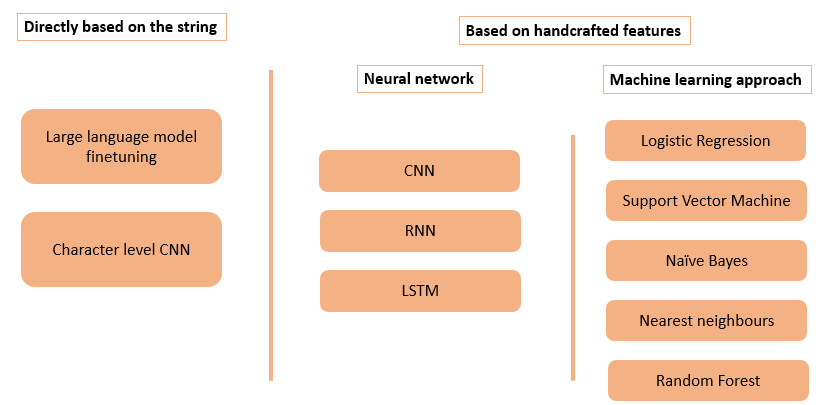 Directly based on the string
Based on handcrafted features
Neural network
Machine learning approach
Large language model
finetuning
Character level CNN
CNN
RNN
LSTM
Logistic Regression
Support Vector Machine
Naïve Bayes
Nearest neighbours
Random Forest